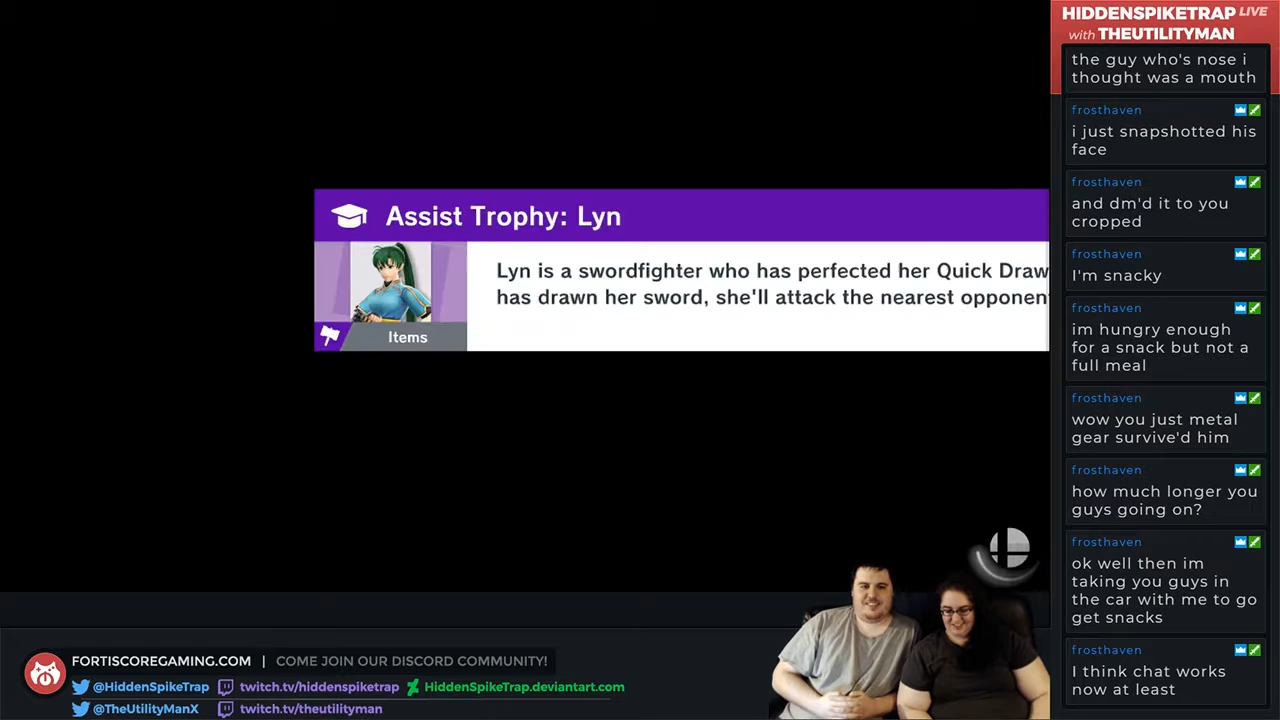 HIDDENSPIKETRAP LIVE
with THEUTILITYMAN
the guy who's nose i
thought was a mouth
frosthaven
i just snapshotted his
face
frosthaven
and dm'd it to you
cropped
frosthaven
I'm snacky
frosthaven
im hungry enough
for a snack but not a
full meal
frosthaven
wow you just metal
gear survive'd him
frosthaven
how much longer you
guys going on?
frosthaven
ok well then im
taking you guys in
the car with me to go
get snacks
frosthaven
I think chat works
now at least
Assist Trophy: Lyn
Lyn is a swordfighter who has perfected her Quick Draw
has drawn her sword, she'll attack the nearest opponent
Items
FORTISCOREGAMING.COM | COME JOIN OUR DISCORD COMMUNITY!
@HiddenSpikeTrap twitch.tv/hiddenspiketrap HiddenSpikeTrap.deviantart.com
@TheUtilityManX twitch.tv/theutilityman